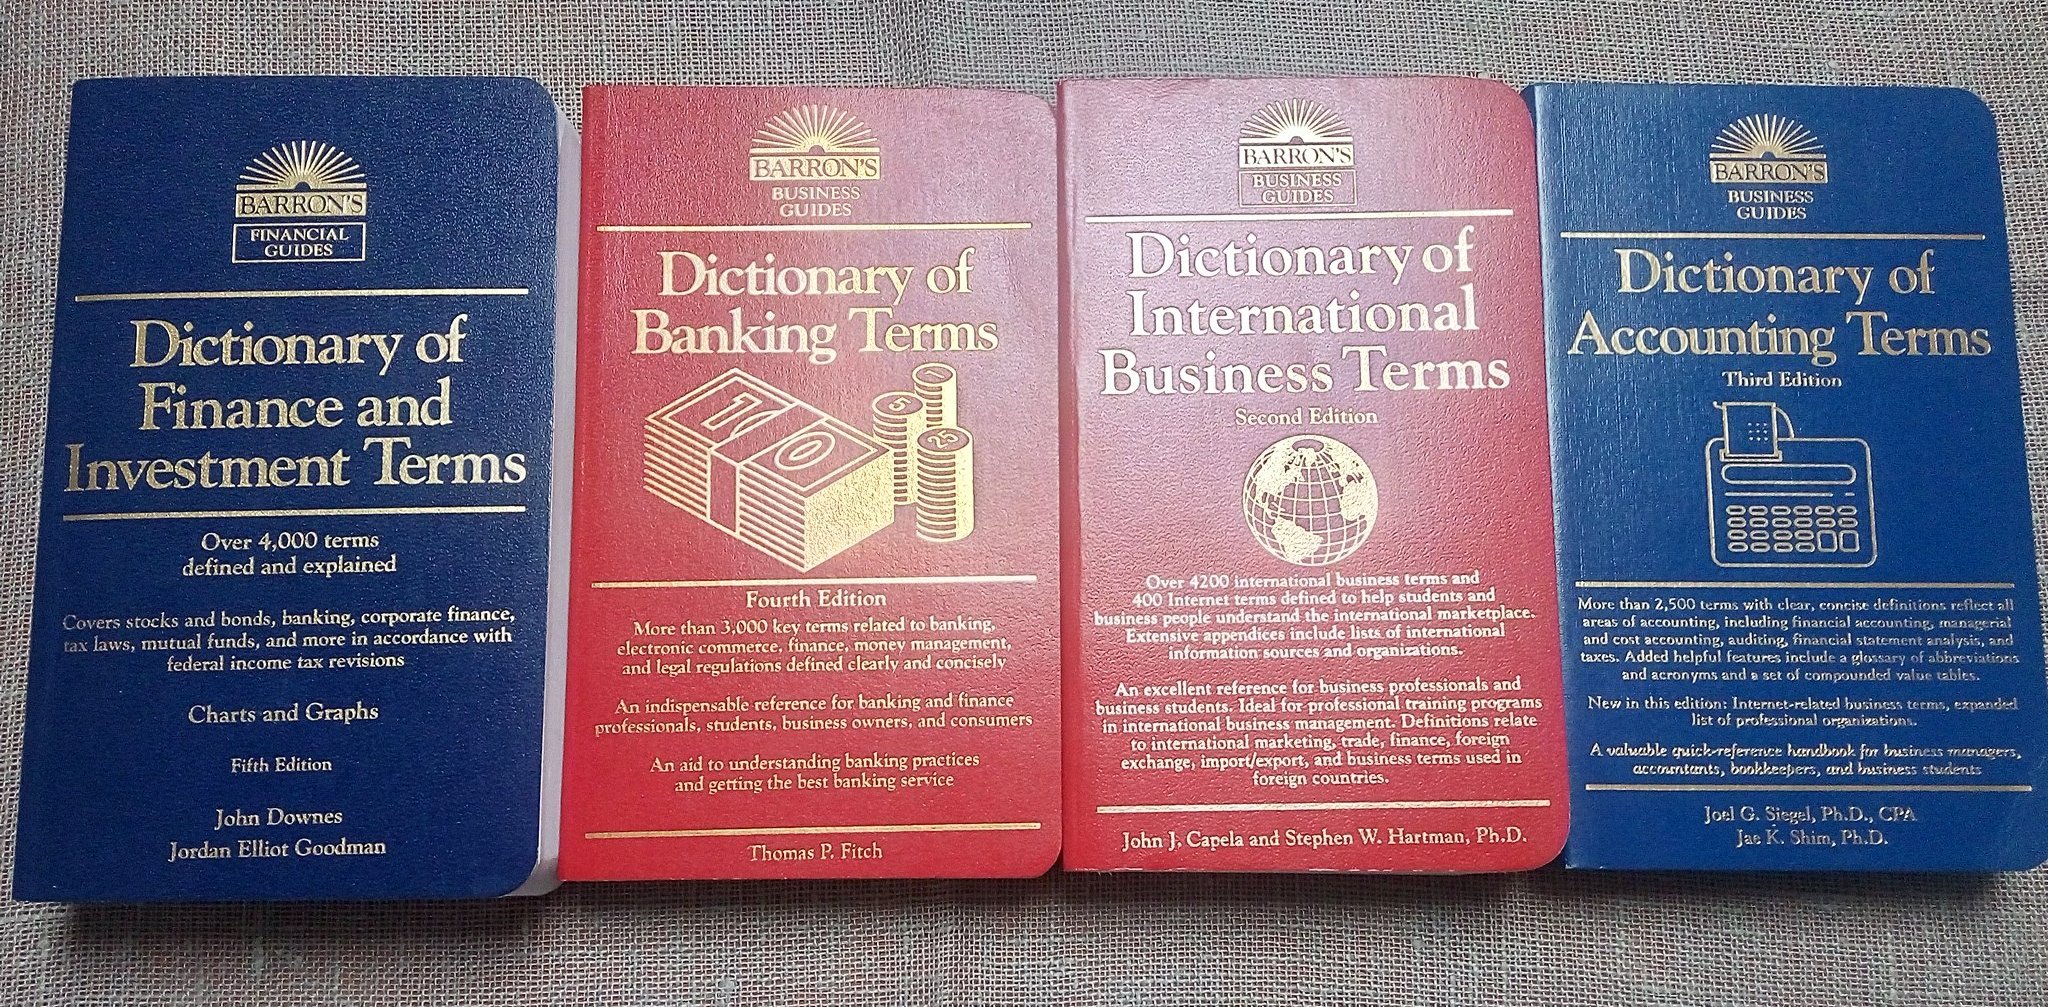 BARRON'S
FINANCIAL
GUIDES
Dictionary of
Finance and
Investment Terms
Over 4,000 terms
defined and explained
Covers stocks and bonds, banking, corporate finance,
tax laws, mutual funds, and more in accordance with
federal income tax revisions
Charts and Graphs
Fifth Edition
John Downes
Jordan Elliot Goodman
BARRON'S
BUSINESS
GUIDES
Dictionary of
Banking Terms
10
5
25
Fourth Edition
More than 3,000 key terms related to banking,
electronic commerce, finance, money management,
and legal regulations defined clearly and concisely
An indispensable reference for banking and finance
professionals, students, business owners, and consumers
An aid to understanding banking practices
and getting the best banking service
Thomas P. Fitch
BARRON'S
BUSINESS
GUIDES
Dictionary of
International
Business Terms
Second Edition
Over 4200 international business terms and
400 Internet terms defined to help students and
business people understand the international marketplace.
Extensive appendices include lists of international
information sources and organizations.
An excellent reference for business professionals and
business students. Ideal for professional training programs
in international business management. Definitions relate
to international marketing, trade, finance, foreign
exchange, import/export, and business terms used in
foreign countries.
John J. Capela and Stephen W. Hartman, Ph.D.
BARRON'S
BUSINESS
GUIDES
Dictionary of
Accounting Terms
Third Edition
More than 2,500 terms with clear, concise definitions reflect all
areas of accounting, including financial accounting, managerial
and cost accounting, auditing, financial statement analysis, and
taxes. Added helpful features include a glossary of abbreviations
and acronyms and a set of compounded value tables.
New in this edition: Internet-related business terms, expanded
list of professional organizations.
A valuable quick-reference handbook for business managers,
accountants, bookkeepers, and business students
Joel G. Siegel, Ph.D., CPA
Jae K. Shim, Ph.D.